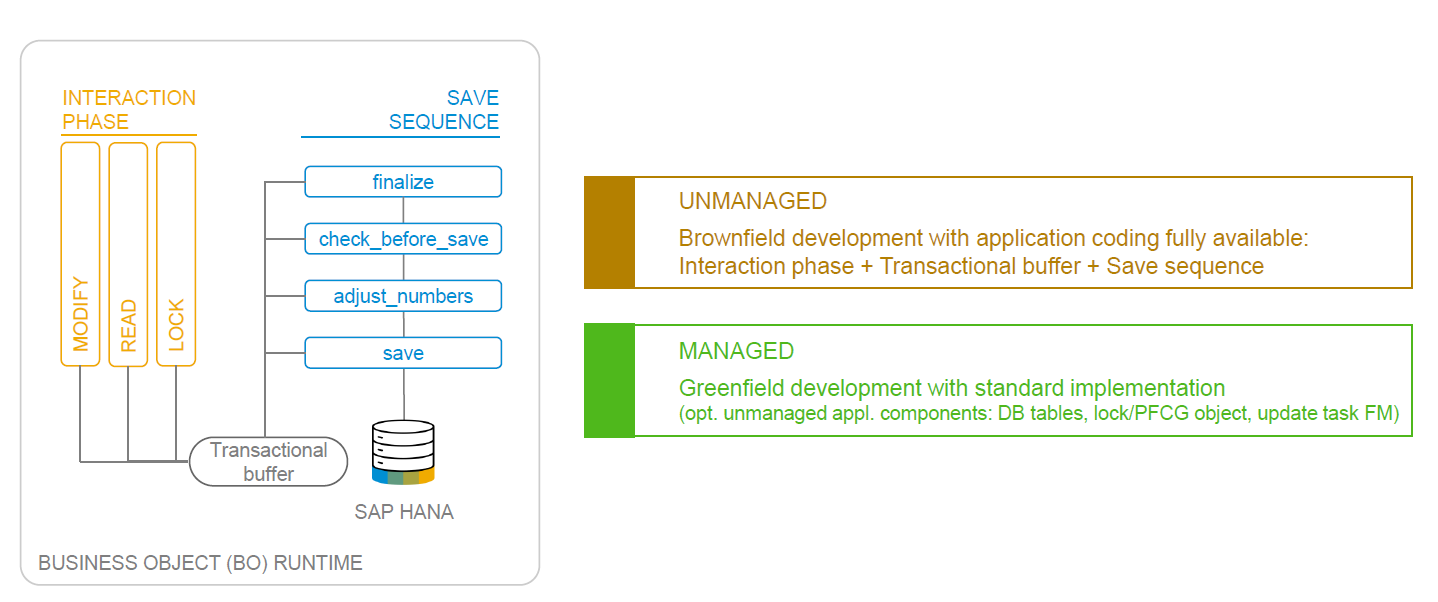 INTERACTION
PHASE
MODIFY
READ
LOCK
SAVE
SEQUENCE
finalize
check_before_save
adjust_numbers
save
Transactional
buffer
SAP HANA
BUSINESS OBJECT (BO) RUNTIME
UNMANAGED
Brownfield development with application coding fully available:
Interaction phase + Transactional buffer + Save sequence
MANAGED
Greenfield development with standard implementation
(opt. unmanaged appl. components: DB tables, lock/PFCG object, update task FM)